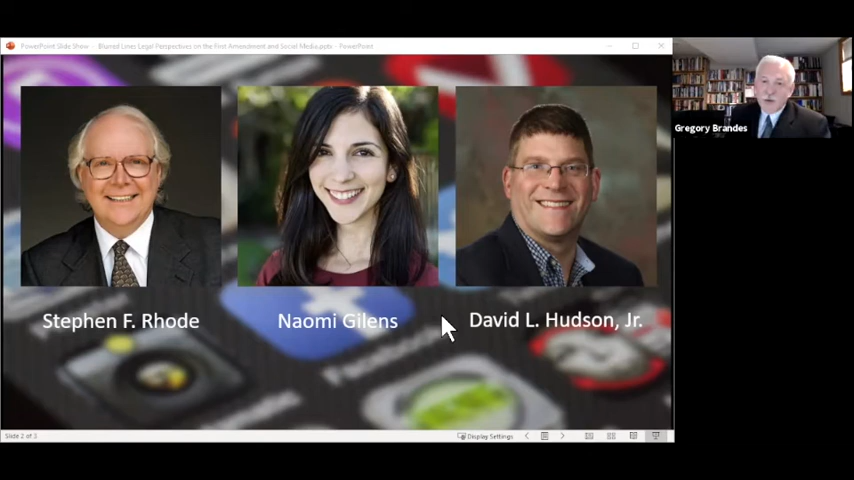 PowerPoint Slide Show - Blurred Lines Legal Perspectives on the First Amendment and Social Media.pptx - PowerPoint
Gregory Brandes
Stephen F. Rhode
Naomi Gilens
David L. Hudson, Jr.
Slide 2 of 3
Display Settings